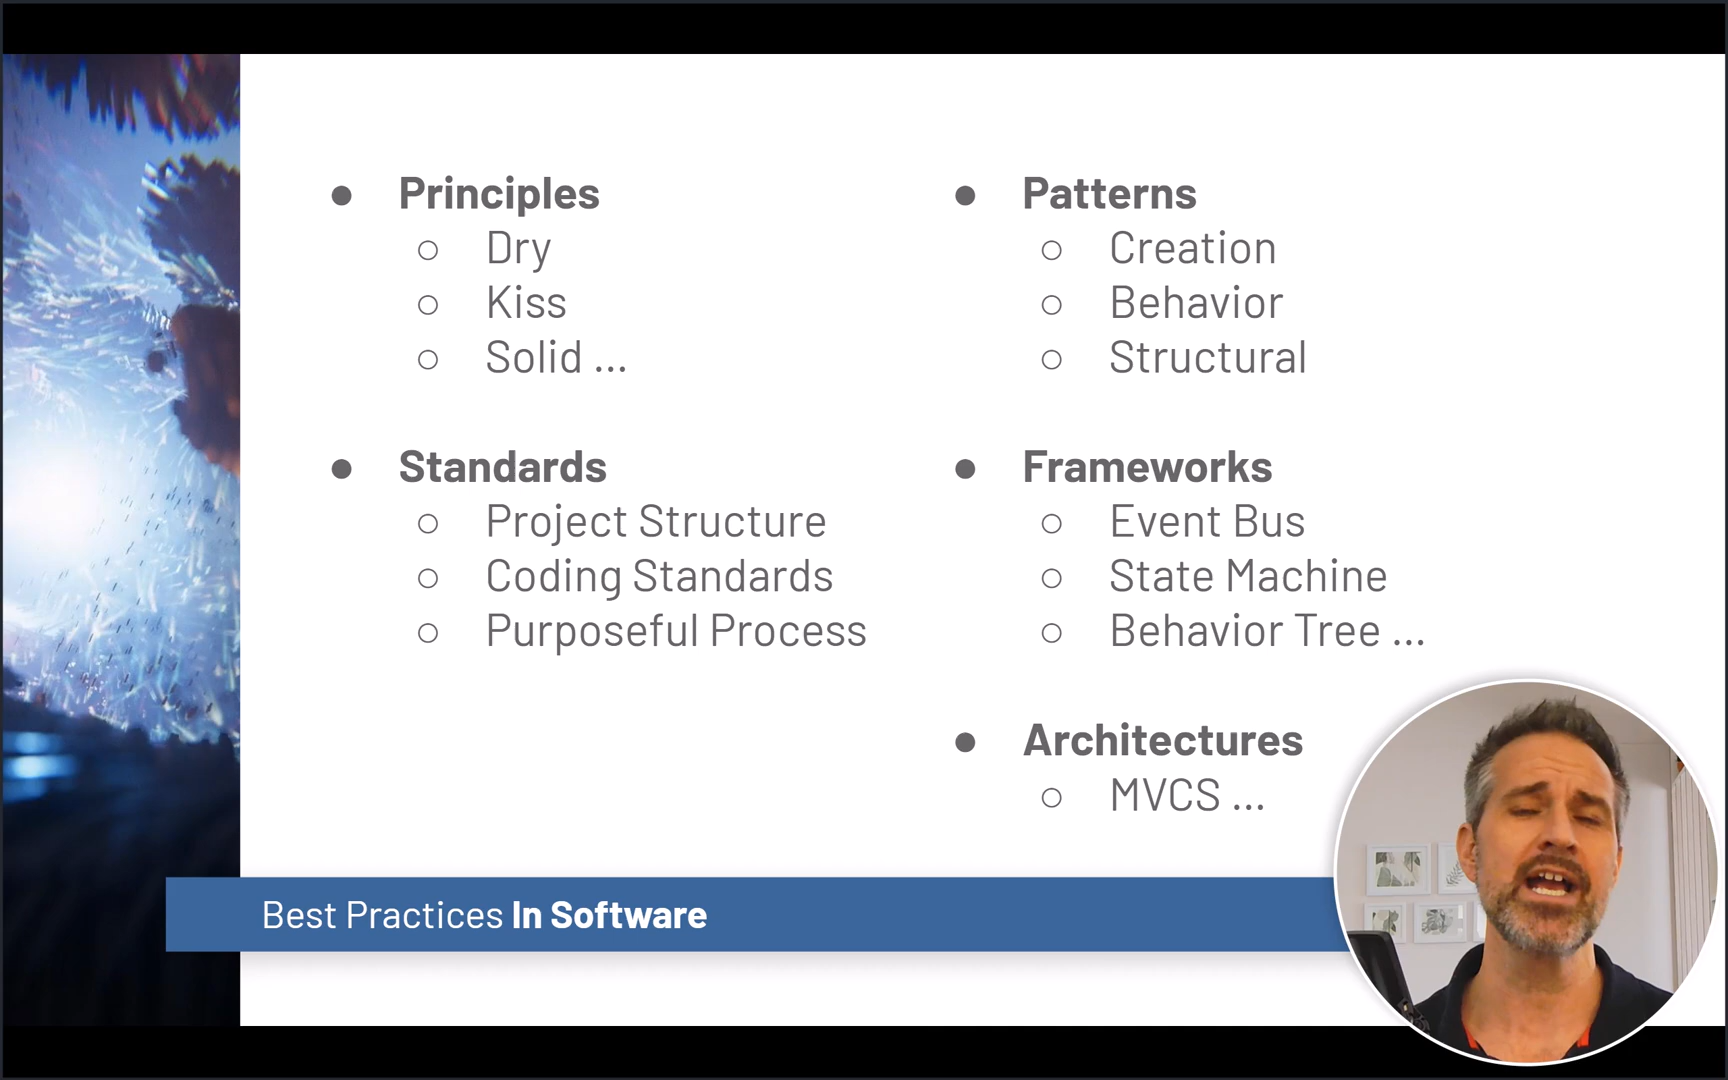 Principles
Dry
Kiss
Solid ...
Standards
Project Structure
Coding Standards
Purposeful Process
Patterns
Creation
Behavior
Structural
Frameworks
Event Bus
State Machine
Behavior Tree ...
Architectures
MVCS ...
Best Practices In Software